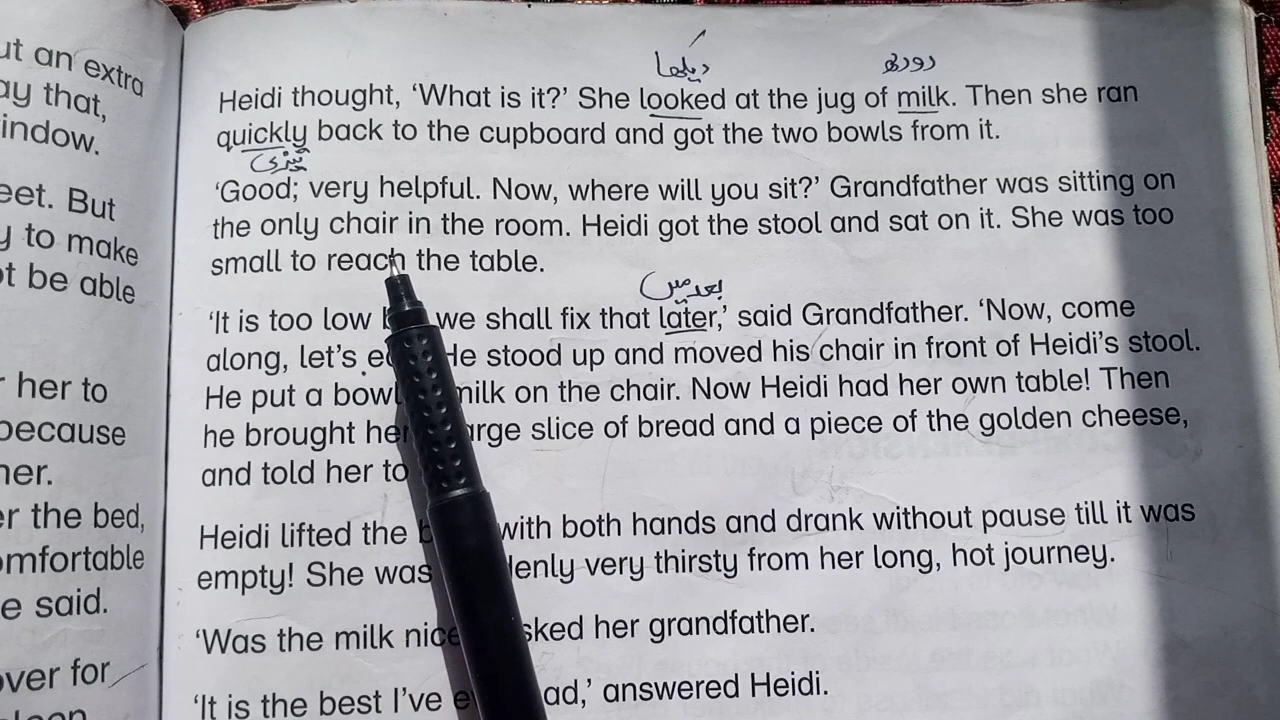 ut an extra
ay that,
indow.
eet. But
y to make
ot be able
r her to
because
her.
er the bed,
omfortable
e said.
over for
دیکھا دودھ
Heidi thought, ‘What is it?’ She looked at the jug of milk. Then she ran
quickly back to the cupboard and got the two bowls from it.
‘Good; very helpful. Now, where will you sit?’ Grandfather was sitting on
the only chair in the room. Heidi got the stool and sat on it. She was too
small to reach the table.
بعد میں
‘It is too low we shall fix that later,’ said Grandfather. ‘Now, come
along, let’s He stood up and moved his chair in front of Heidi’s stool.
He put a bowl milk on the chair. Now Heidi had her own table! Then
he brought her large slice of bread and a piece of the golden cheese,
and told her to
Heidi lifted the with both hands and drank without pause till it was
empty! She was very thirsty from her long, hot journey.
‘Was the milk nice asked her grandfather.
‘It is the best I’ve had,’ answered Heidi.